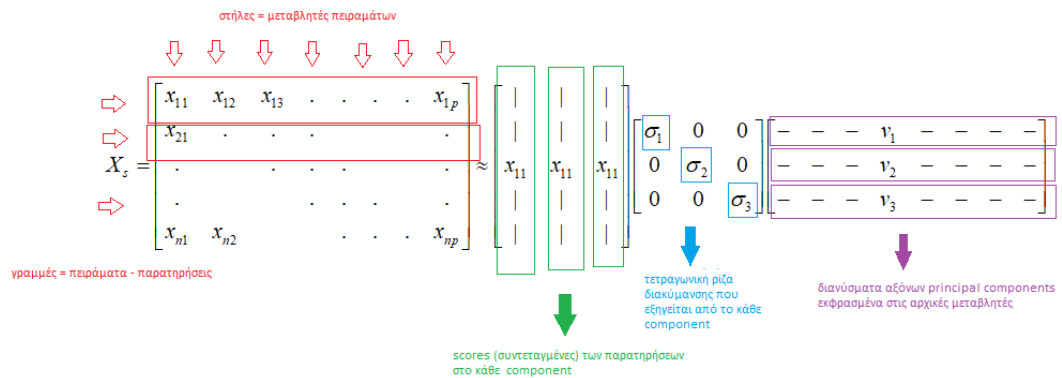 στήλες = μεταβλητές πειραμάτων
x11 x12 x13 . . . . x1p
x21 . . . .
Xs = . . . . . ≈ x11 x11 x11 σ1 0 0 0 σ2 0 0 0 σ3 – – – v1 – – – – – – – v2 – – – – – – – v3 – – – –
. . . . .
xn1 xn2 . . . xnp
γραμμές = πειράματα - παρατηρήσεις
τετραγωνική ρίζα
διακύμανσης που
εξηγείται από το κάθε
component
διανύσματα αξόνων principal components
εκφρασμένα στις αρχικές μεταβλητές
scores (συντεταγμένες) των παρατηρήσεων
στο κάθε component